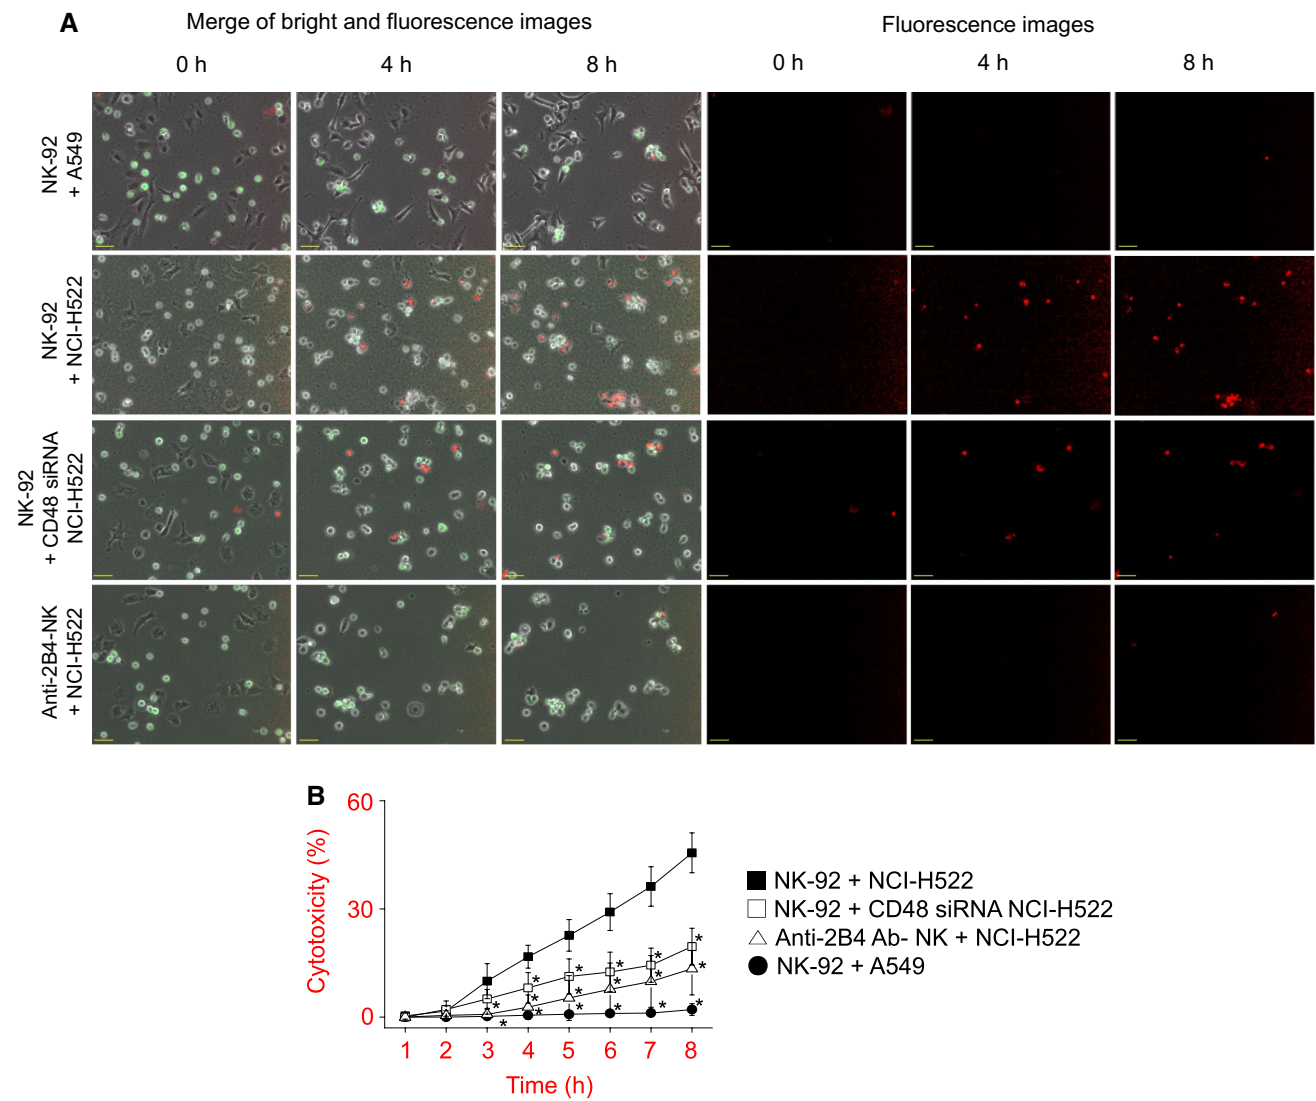 A
Merge of bright and fluorescence images
Fluorescence images
0 h
4 h
8 h
0 h
4 h
8 h
NK-92
+ A549
NK-92
+ NCI-H522
NK-92
+ CD48 siRNA
NCI-H522
Anti-2B4-NK
+ NCI-H522
B
Cytotoxicity (%)
60
30
0
* * * * * *
* * * * *
* * * * *
1 2 3 4 5 6 7 8
Time (h)
NK-92 + NCI-H522
NK-92 + CD48 siRNA NCI-H522
Anti-2B4 Ab- NK + NCI-H522
NK-92 + A549